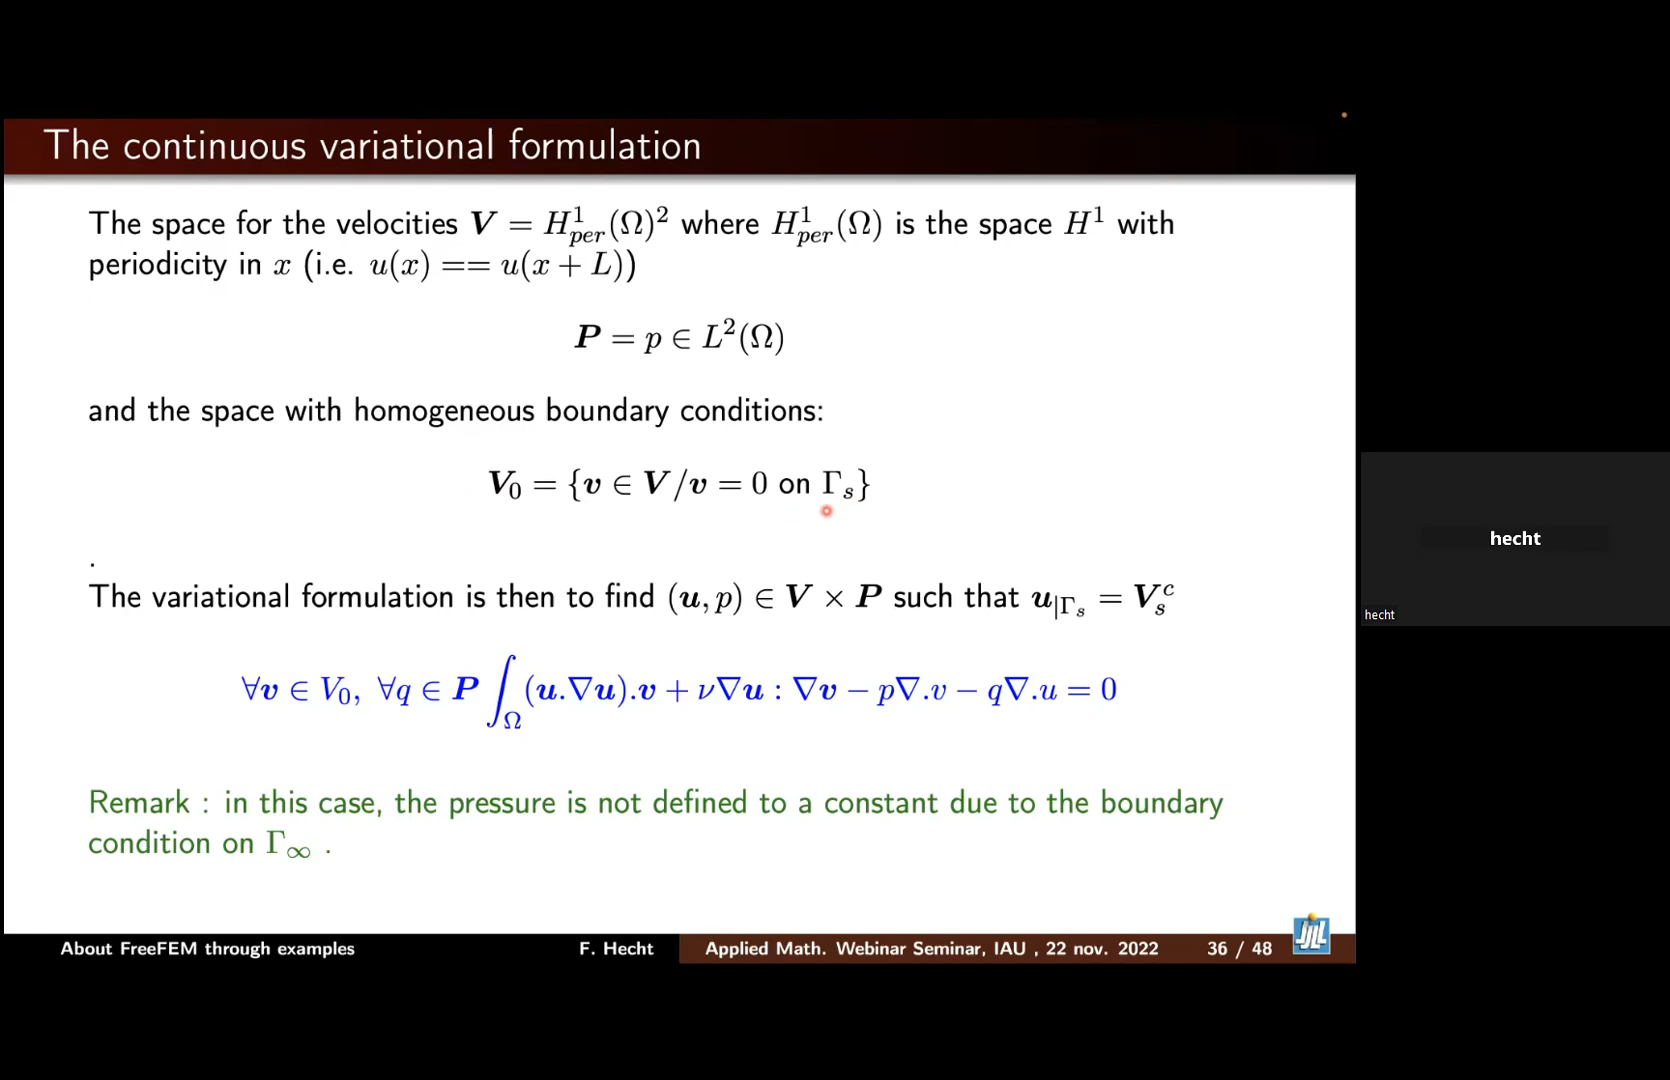 The continuous variational formulation
The space for the velocities V = H¹ₚₑᵣ(Ω)² where H¹ₚₑᵣ(Ω) is the space H¹ with
periodicity in x (i.e. u(x) == u(x + L))
P = p ∈ L²(Ω)
and the space with homogeneous boundary conditions:
V₀ = {v ∈ V/v = 0 on Γₛ}
.
The variational formulation is then to find (u, p) ∈ V × P such that u|Γₛ = Vₛᶜ
∀v ∈ V₀, ∀q ∈ P ∫_Ω (u.∇u).v + ν∇u : ∇v − p∇.v − q∇.u = 0
Remark : in this case, the pressure is not defined to a constant due to the boundary
condition on Γ∞ .
About FreeFEM through examples F. Hecht Applied Math. Webinar Seminar, IAU , 22 nov. 2022 36 / 48
JJLL
hecht
hecht